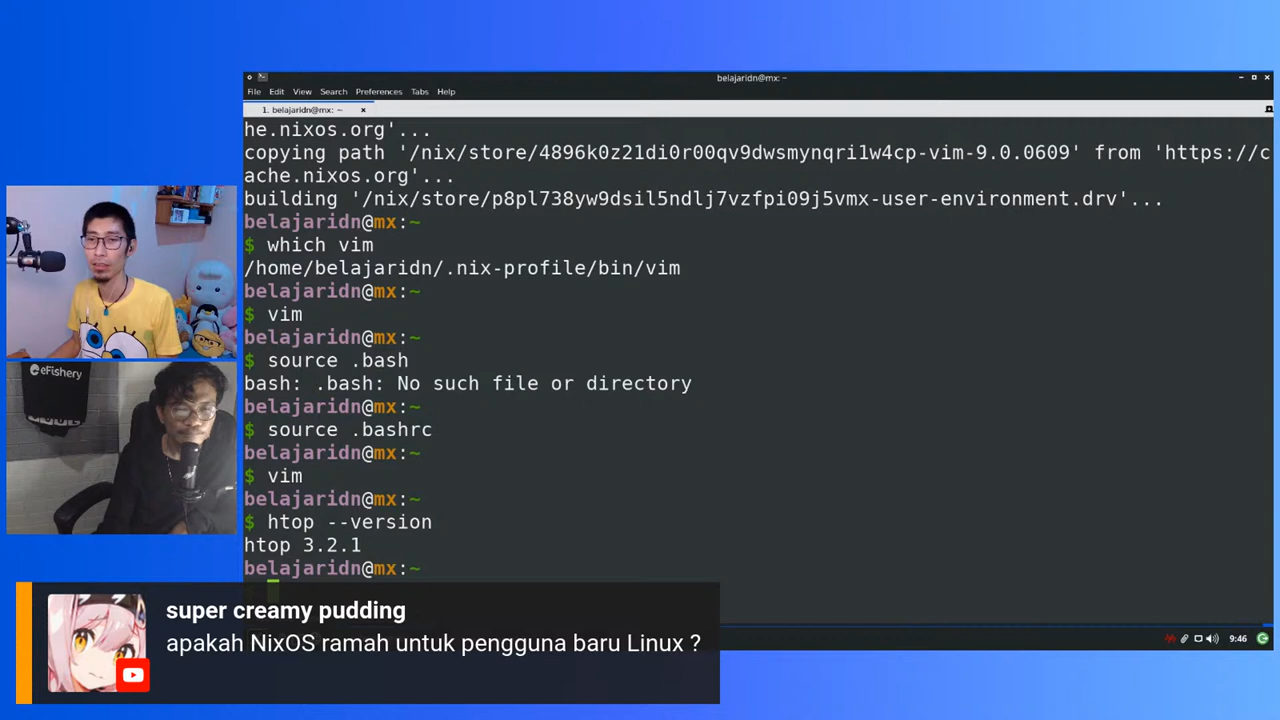 belajaridn@mx: ~
File Edit View Search Preferences Tabs Help
1. belajaridn@mx: ~ ×
he.nixos.org'...
copying path '/nix/store/4896k0z21di0r00qv9dwsmynqri1w4cp-vim-9.0.0609' from 'https://c
ache.nixos.org'...
building '/nix/store/p8pl738yw9dsil5ndlj7vzfpi09j5vmx-user-environment.drv'...
belajaridn@mx:~
$ which vim
/home/belajaridn/.nix-profile/bin/vim
belajaridn@mx:~
$ vim
belajaridn@mx:~
$ source .bash
bash: .bash: No such file or directory
belajaridn@mx:~
$ source .bashrc
belajaridn@mx:~
$ vim
belajaridn@mx:~
$ htop --version
htop 3.2.1
belajaridn@mx:~
9:46
eFishery
super creamy pudding
apakah NixOS ramah untuk pengguna baru Linux ?